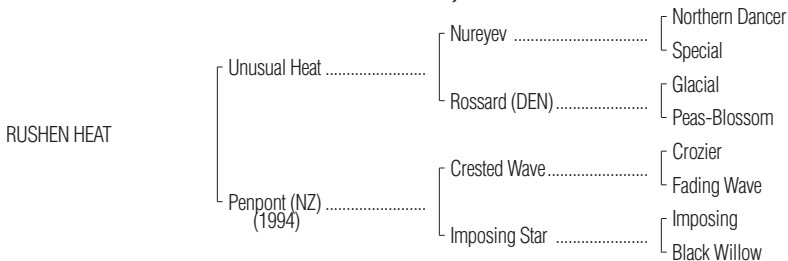 Northern Dancer
Nureyev ..............................
Special
Unusual Heat ........................
Glacial
Rossard (DEN)......................
Peas-Blossom
RUSHEN HEAT
Crozier
Crested Wave........................
Fading Wave
Penpont (NZ) ........................
(1994)
Imposing
Imposing Star ......................
Black Willow